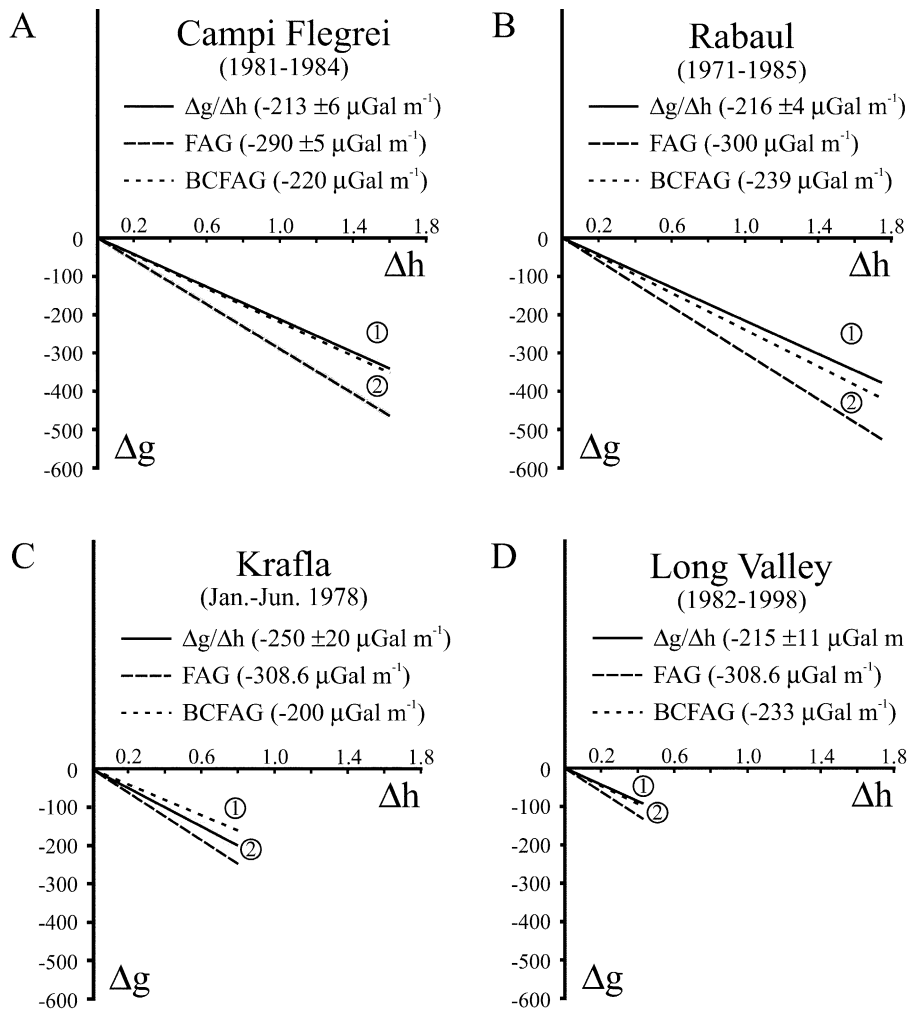 A
Campi Flegrei
(1981-1984)
Δg/Δh (-213 ±6 µGal m⁻¹)
FAG (-290 ±5 µGal m⁻¹)
BCFAG (-220 µGal m⁻¹)
0.2 0.6 1.0 1.4 1.8
Δh
0
-100
-200
-300
-400
-500
-600
①
②
Δg
B
Rabaul
(1971-1985)
Δg/Δh (-216 ±4 µGal m⁻¹)
FAG (-300 µGal m⁻¹)
BCFAG (-239 µGal m⁻¹)
0.2 0.6 1.0 1.4 1.8
Δh
0
-100
-200
-300
-400
-500
-600
①
②
Δg
C
Krafla
(Jan.-Jun. 1978)
Δg/Δh (-250 ±20 µGal m⁻¹)
FAG (-308.6 µGal m⁻¹)
BCFAG (-200 µGal m⁻¹)
0.2 0.6 1.0 1.4 1.8
Δh
0
-100
-200
-300
-400
-500
-600
①
②
Δg
D
Long Valley
(1982-1998)
Δg/Δh (-215 ±11 µGal m
FAG (-308.6 µGal m⁻¹)
BCFAG (-233 µGal m⁻¹)
0.2 0.6 1.0 1.4 1.8
Δh
0
-100
-200
-300
-400
-500
-600
①
②
Δg